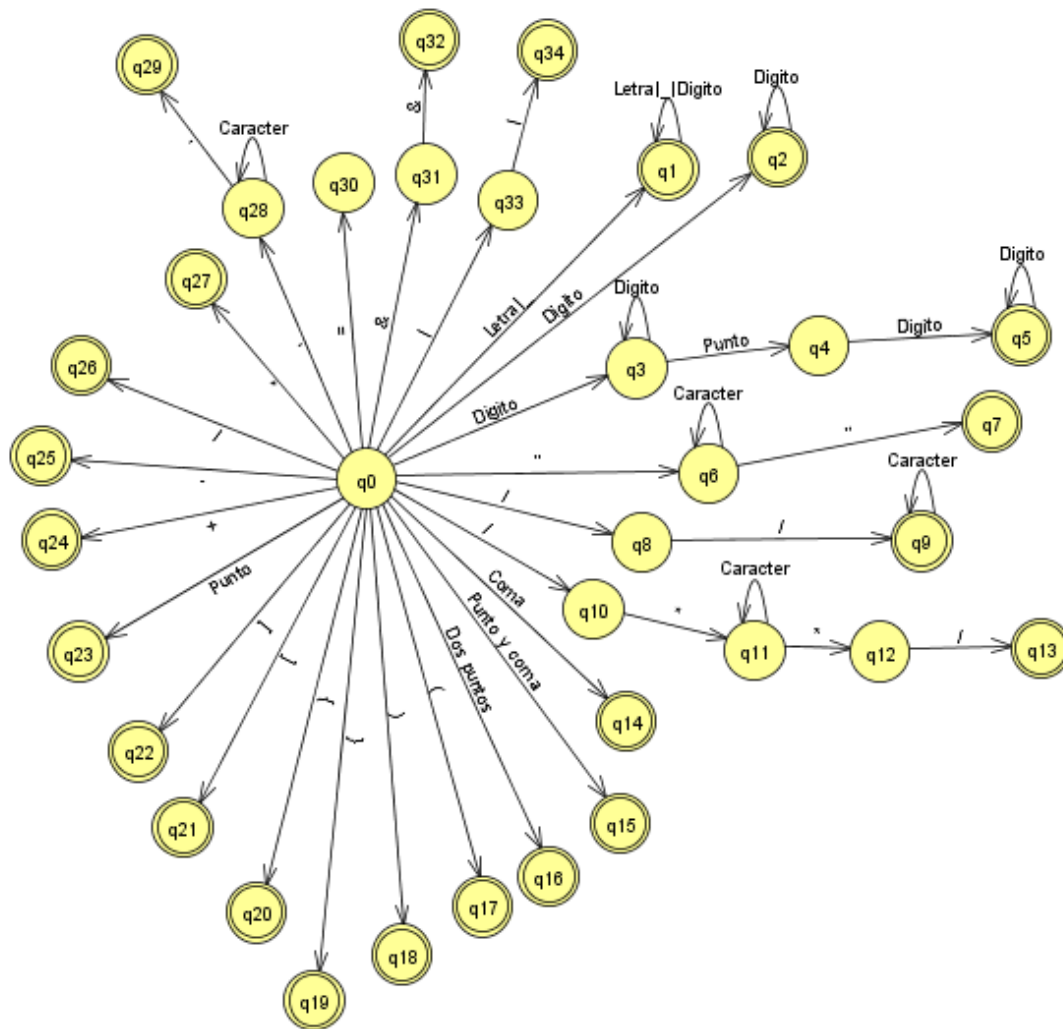 q32
q34
q29
Letra|_|Digito
Digito
&
/
Caracter
q1
q2
q30
q31
q28
q33
q27
Digito
Digito
"
&
/
Letra|_
Digito
q3
Punto
q4
Digito
q5
q26
Digito
Caracter
q7
/
"
q25
q0
"
q6
Caracter
+
/
q24
/
q8
/
q9
Punto
Coma
q10
Caracter
*
q23
Punto y coma
q11
*
q12
/
q13
Dos puntos
]
[
q14
{
}
)
(
q22
q21
q15
q16
q20
q17
q18
q19